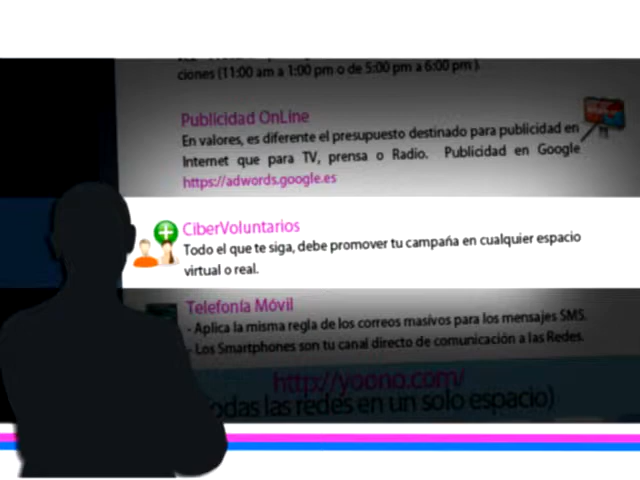 ciones (11:00 am a 1:00 pm o de 5:00 pm a 6:00 pm ).
Publicidad OnLine
En valores, es diferente el presupuesto destinado para publicidad en
Internet que para TV, prensa o Radio. Publicidad en Google
https://adwords.google.es
CiberVoluntarios
Todo el que te siga, debe promover tu campaña en cualquier espacio
virtual o real.
Telefonía Móvil
- Aplica la misma regla de los correos masivos para los mensajes SMS.
- Los Smartphones son tu canal directo de comunicación a las Redes.
http://yoono.com/
odas las redes en un solo espacio)